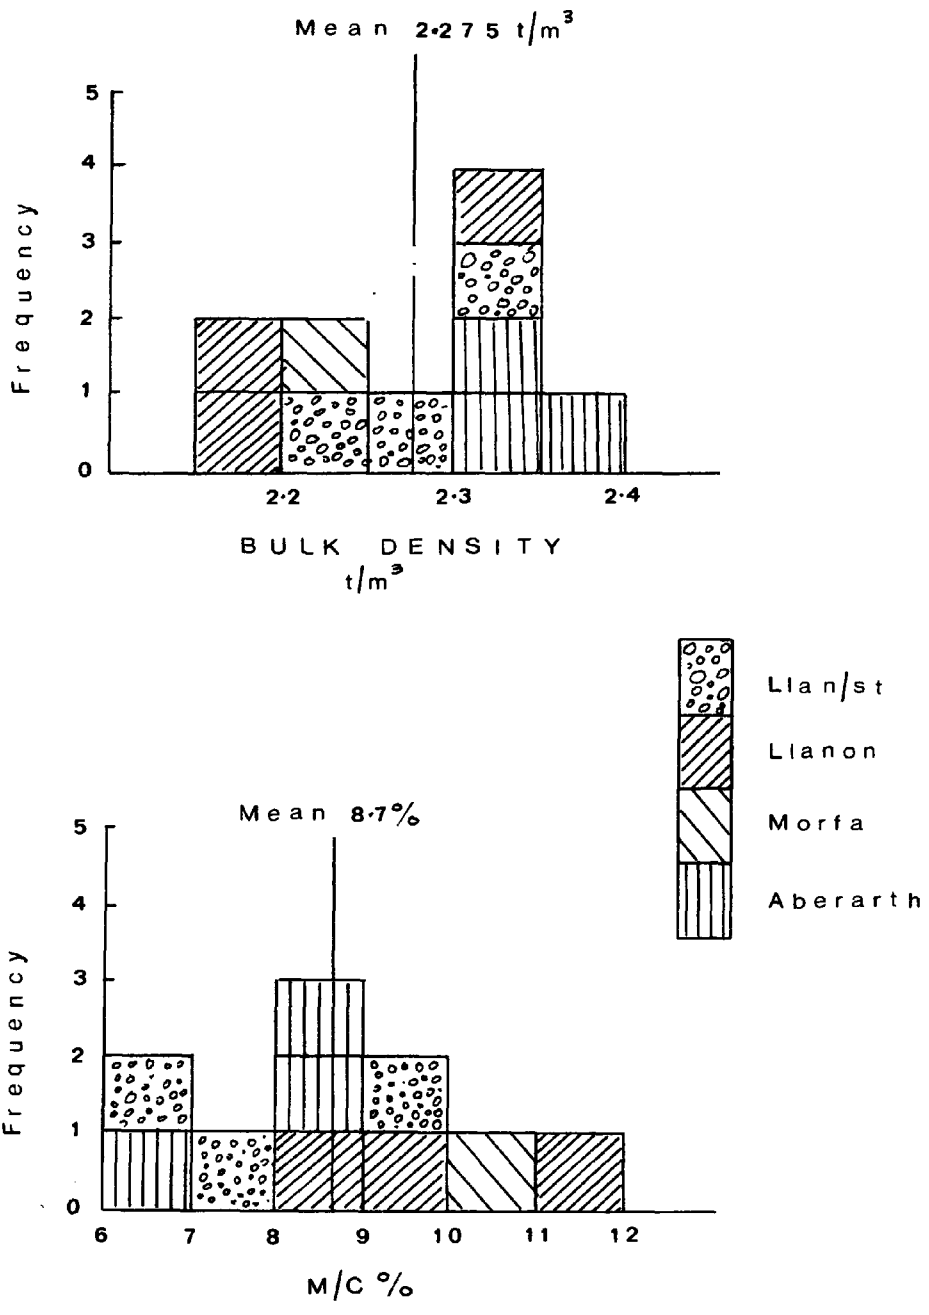 Mean 2·275 t/m³
5
4
3
2
1
0
Frequency
2·2 2·3 2·4
BULK DENSITY
t/m³
Llan/st
Llanon
Morfa
Aberarth
Mean 8·7%
5
4
3
2
1
0
Frequency
6 7 8 9 10 11 12
M/C %